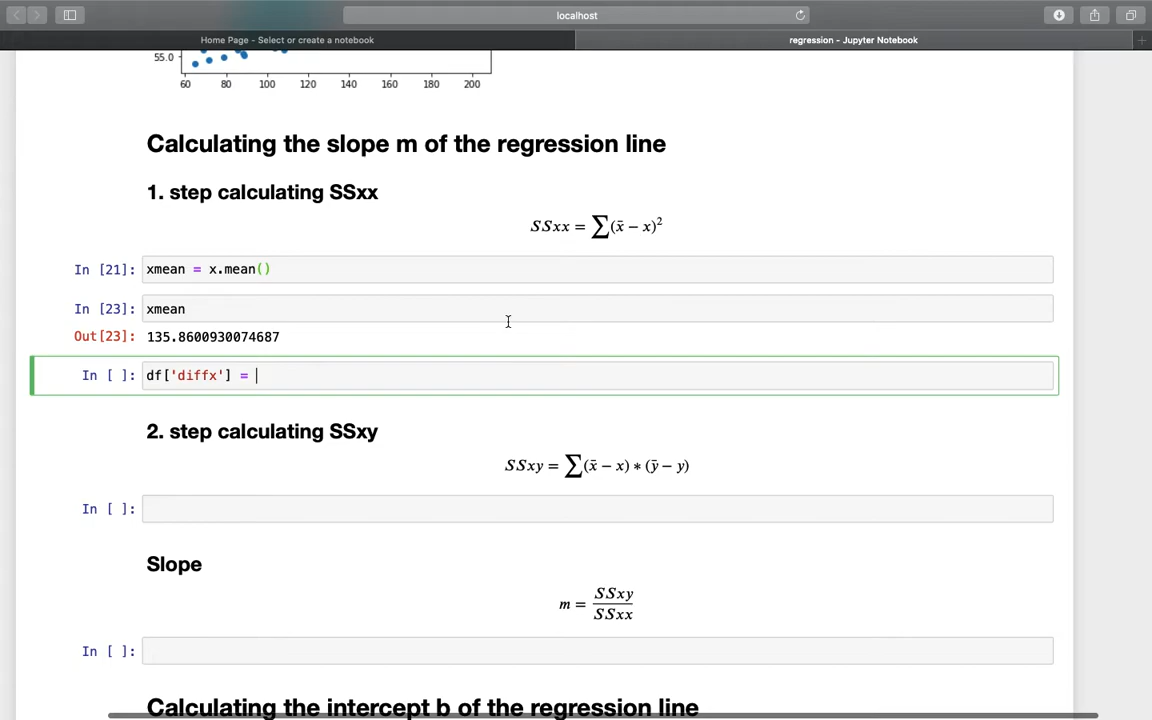 localhost
Home Page - Select or create a notebook
regression - Jupyter Notebook
55.0
60 80 100 120 140 160 180 200
Calculating the slope m of the regression line
1. step calculating SSxx
SSxx = ∑(x̄ − x)²
In [21]: xmean = x.mean()
In [23]: xmean
Out[23]: 135.8600930074687
In [ ]: df['diffx'] =
2. step calculating SSxy
SSxy = ∑(x̄ − x) ∗ (ȳ − y)
In [ ]:
Slope
m = SSxy / SSxx
In [ ]:
Calculating the intercept b of the regression line